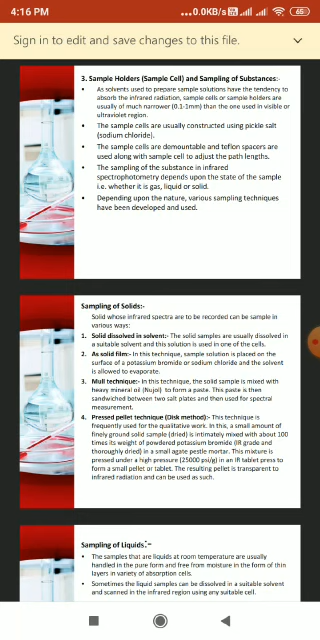 4:16 PM
...0.0KB/s
65
Sign in to edit and save changes to this file.
3. Sample Holders (Sample Cell) and Sampling of Substances:-
• As solvents used to prepare sample solutions have the tendency to
absorb the infrared radiation, sample cells or sample holders are
usually of much narrower (0.1-1mm) than the one used in visible or
ultraviolet region.
• The sample cells are usually constructed using pickle salt
(sodium chloride).
• The sample cells are demountable and teflon spacers are
used along with sample cell to adjust the path lengths.
• The sampling of the substance in infrared
spectrophotometry depends upon the state of the sample
i.e. whether it is gas, liquid or solid.
• Depending upon the nature, various sampling techniques
have been developed and used.
Sampling of Solids:-
Solid whose infrared spectra are to be recorded can be sample in
various ways:
1. Solid dissolved in solvent:- The solid samples are usually dissolved in
a suitable solvent and this solution is used in one of the cells.
2. As solid film:- In this technique, sample solution is placed on the
surface of a potassium bromide or sodium chloride and the solvent
is allowed to evaporate.
3. Mull technique:- In this technique, the solid sample is mixed with
heavy mineral oil (Nujol) to form a paste. This paste is then
sandwiched between two salt plates and then used for spectral
measurement.
4. Pressed pellet technique (Disk method):- This technique is
frequently used for the qualitative work. In this, a small amount of
finely ground solid sample (dried) is intimately mixed with about 100
times its weight of powdered potassium bromide (IR grade and
thoroughly dried) in a small agate pestle mortar. This mixture is
pressed under a high pressure (25000 psi/g) in an IR tablet press to
form a small pellet or tablet. The resulting pellet is transparent to
infrared radiation and can be used as such.
Sampling of Liquids:-
• The samples that are liquids at room temperature are usually
handled in the pure form and free from moisture in the form of thin
layers in variety of absorption cells.
• Sometimes the liquid samples can be dissolved in a suitable solvent
and scanned in the infrared region using any suitable cell.